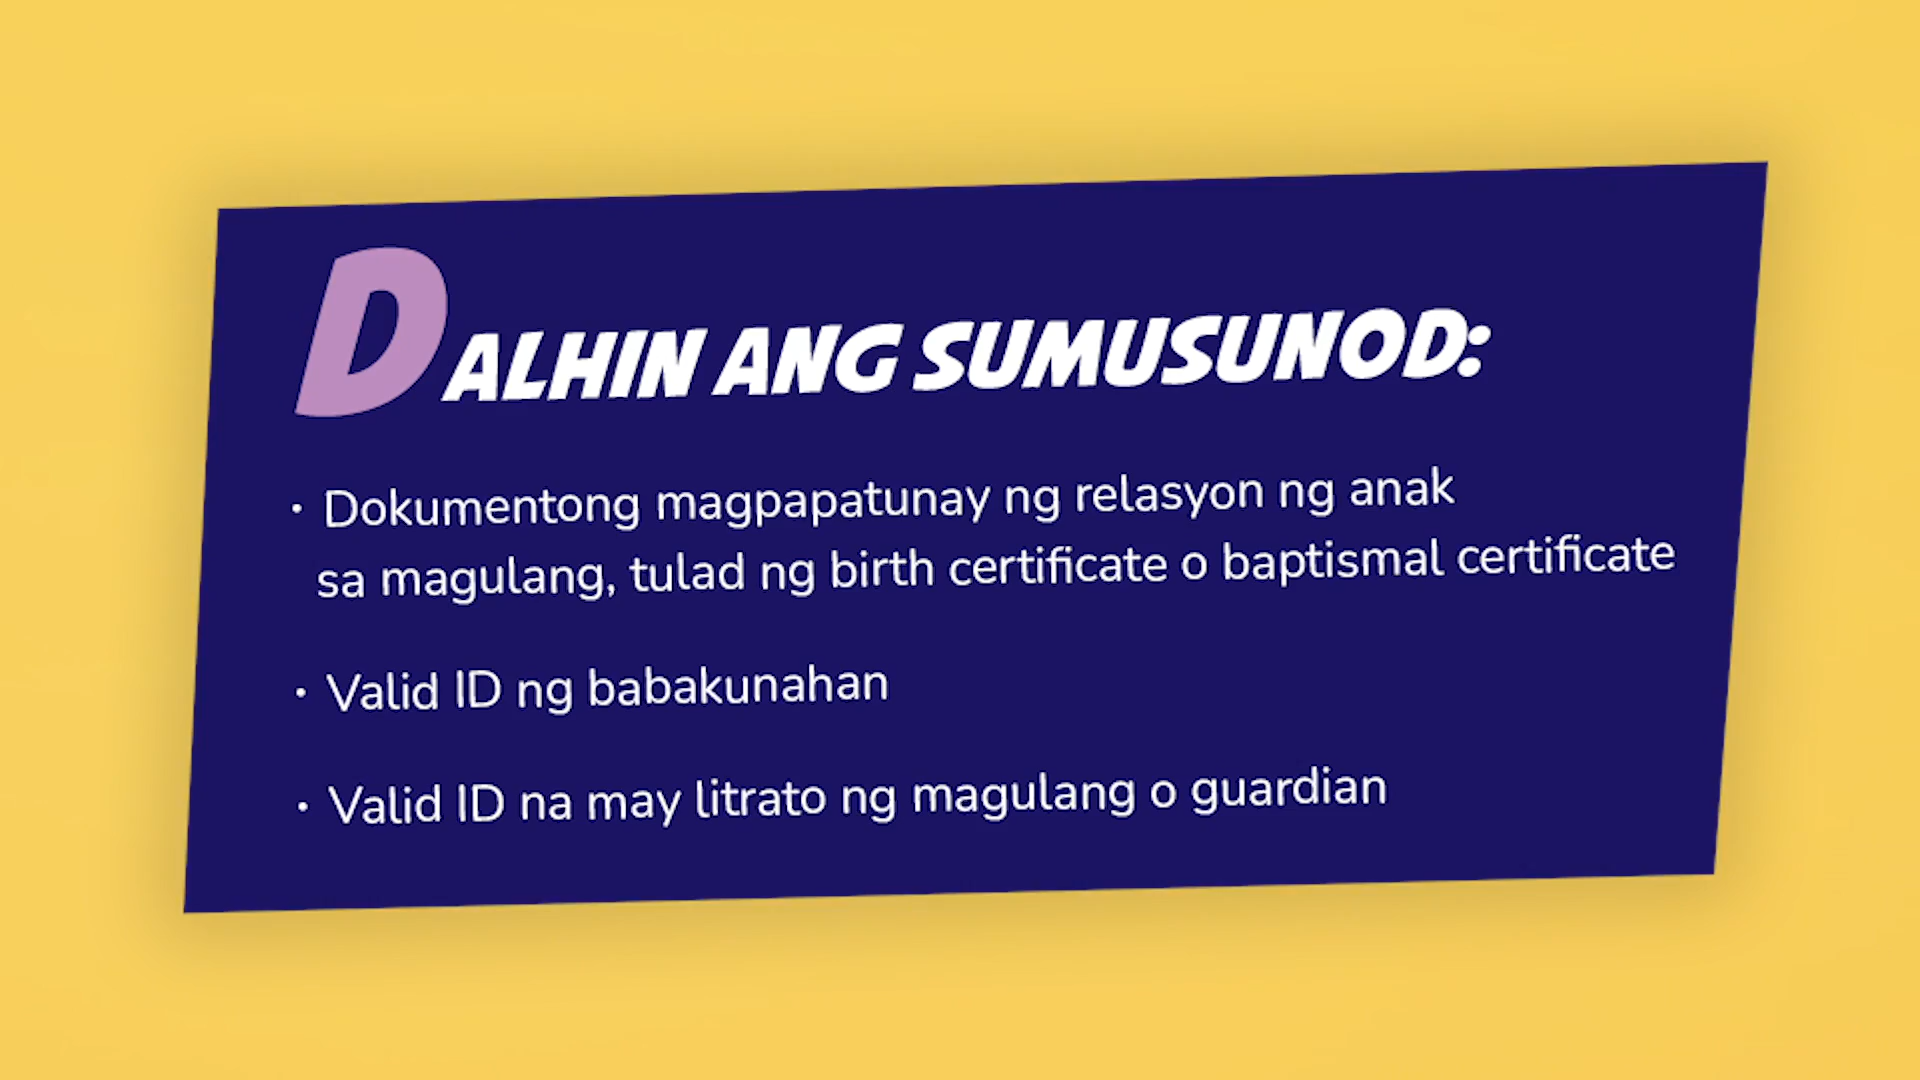 DALHIN ANG SUMUSUNOD:
• Dokumentong magpapatunay ng relasyon ng anak
sa magulang, tulad ng birth certificate o baptismal certificate
• Valid ID ng babakunahan
• Valid ID na may litrato ng magulang o guardian